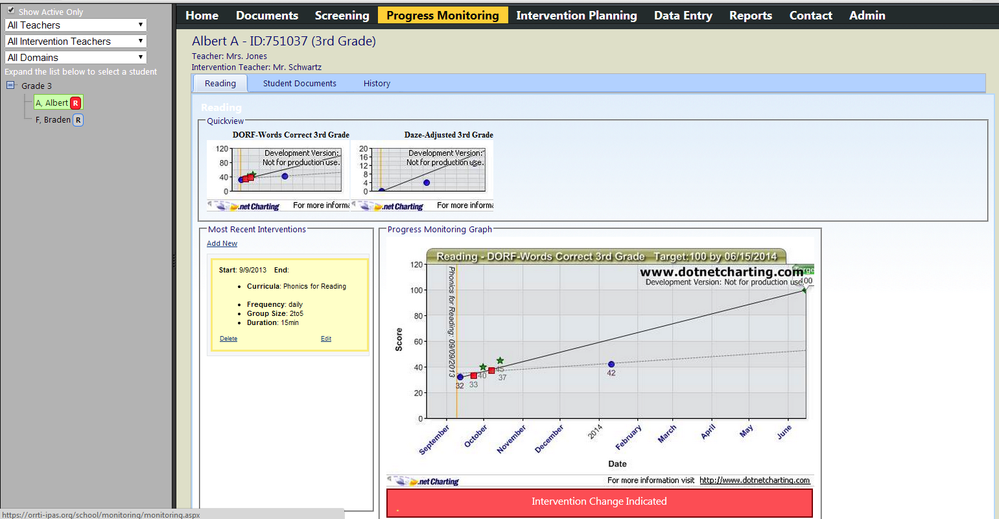 Show Active Only
All Teachers
All Intervention Teachers
All Domains
Expand the list below to select a student
Grade 3
A, Albert R
F, Braden R
Home Documents Screening Progress Monitoring Intervention Planning Data Entry Reports Contact Admin
Albert A - ID:751037 (3rd Grade)
Teacher: Mrs. Jones
Intervention Teacher: Mr. Schwartz
Reading Student Documents History
Reading
Quickview
DORF-Words Correct 3rd Grade
120
80
40
0
Development Version:
Not for production use.
.net Charting For more informa
Daze-Adjusted 3rd Grade
20
16
12
8
4
0
Development Version:
Not for production use.
.net Charting For more informa
Most Recent Interventions
Add New
Start: 9/9/2013 End:
Curricula: Phonics for Reading
Frequency: daily
Group Size: 2to5
Duration: 15min
Delete Edit
Progress Monitoring Graph
Reading - DORF-Words Correct 3rd Grade Target:100 by 06/15/2014
www.dotnetcharting.com
Development Version: Not for production use.
Targe
100
120
100
80
60
40
20
0
Score
Phonics for Reading: 09/09/2013
32
33
40
37
45
42
September October November December 2014 February March April May June
Date
.net Charting For more information visit http://www.dotnetcharting.com
Intervention Change Indicated
https://orrti-ipas.org/school/monitoring/monitoring.aspx